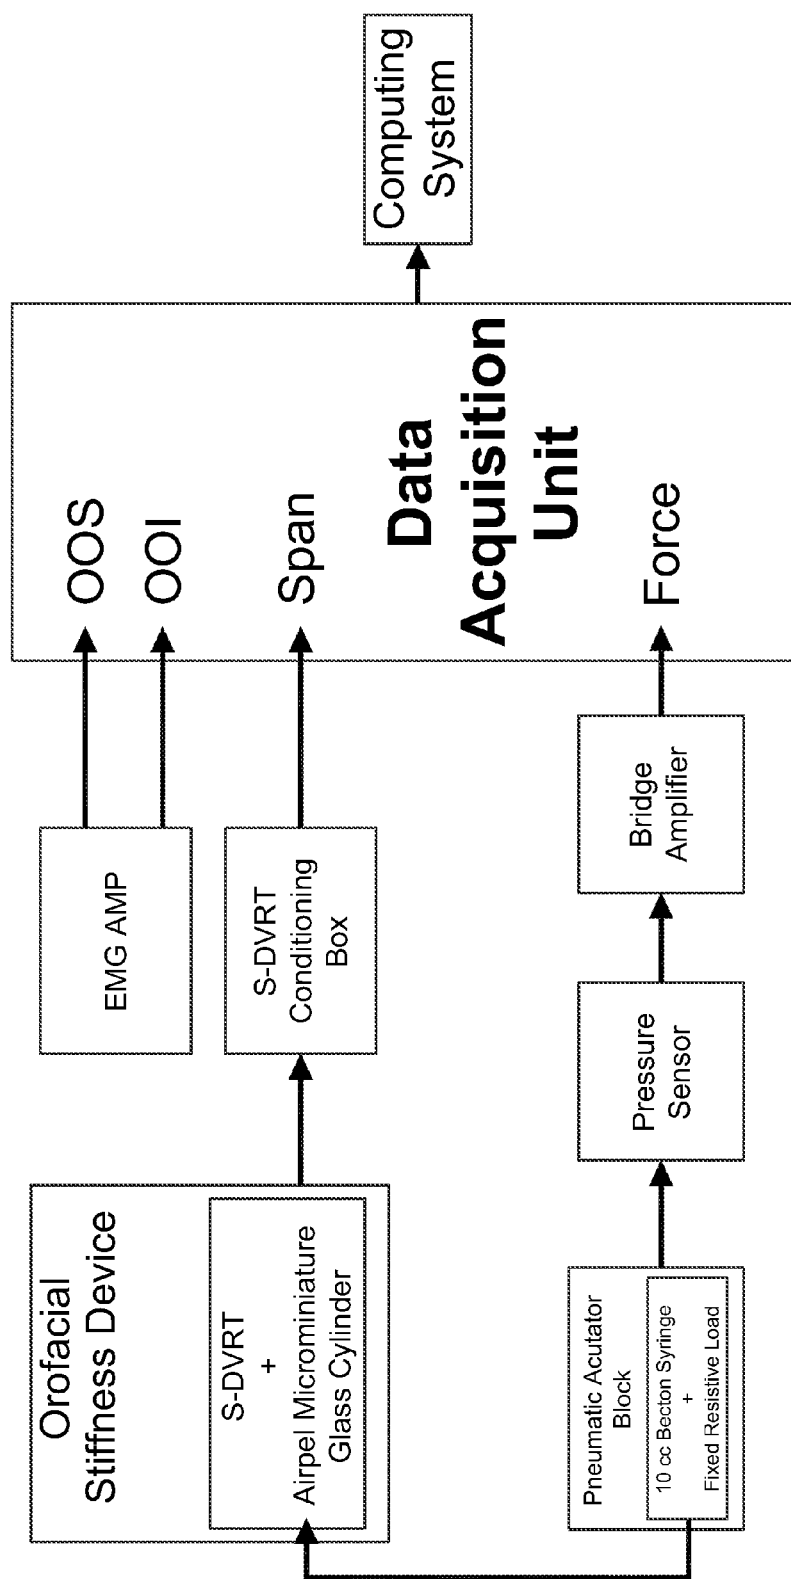 Orofacial
Stiffness Device
S-DVRT
+
Airpel Microminiature
Glass Cylinder
Pneumatic Acutator
Block
10 cc Becton Syringe
+
Fixed Resistive Load
EMG AMP
S-DVRT
Conditioning
Box
Pressure
Sensor
Bridge
Amplifier
OOS
OOI
Span
Data
Acquisition
Unit
Force
Computing
System